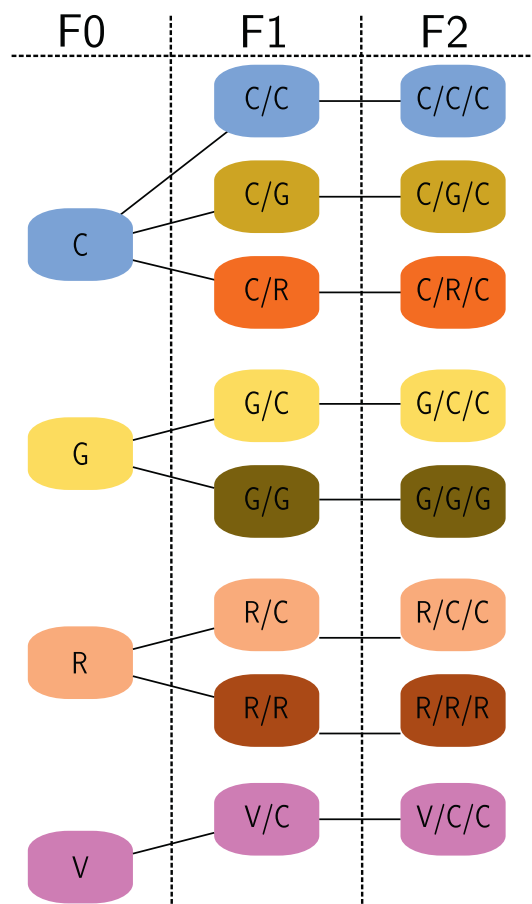 F0 F1 F2
C/C C/C/C
C/G C/G/C
C
C/R C/R/C
G/C G/C/C
G
G/G G/G/G
R/C R/C/C
R
R/R R/R/R
V/C V/C/C
V